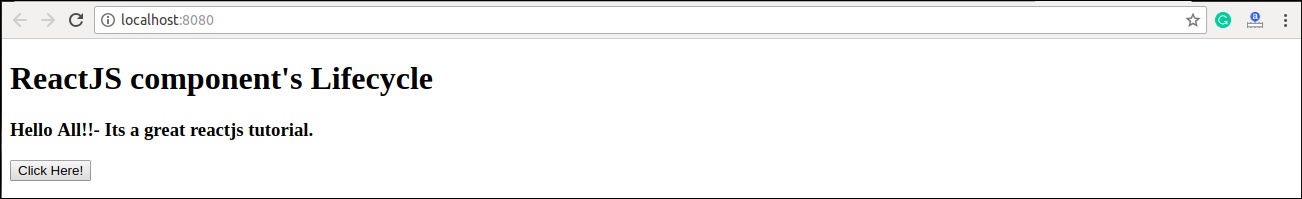 localhost:8080
ReactJS component's Lifecycle
Hello All!!- Its a great reactjs tutorial.
Click Here!